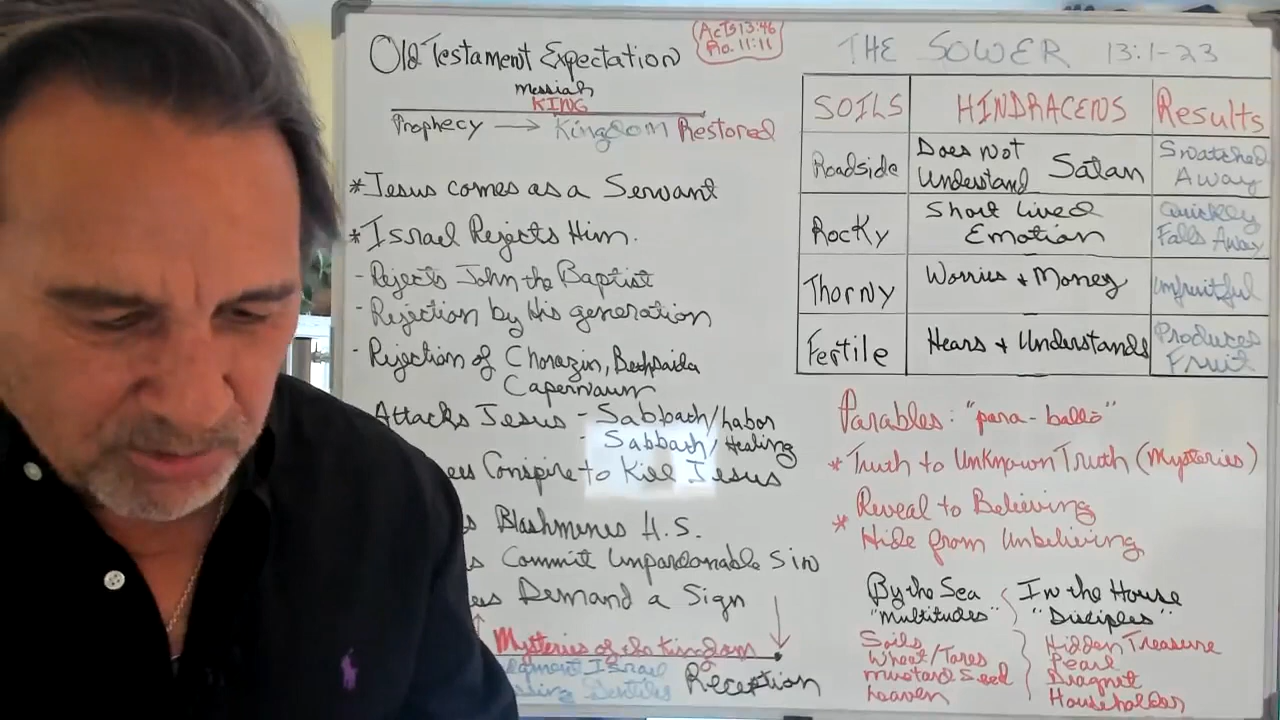 Old Testament Expectation
Acts 13:46
Ro. 11:11
Messiah
KING
Prophecy → Kingdom Restored
*Jesus comes as a Servant
*Israel Rejects Him.
- Rejects John the Baptist
- Rejection by His generation
- Rejection of Chorazin, Bethsaida
Capernaum
Attacks Jesus - Sabbath/Labor
- Sabbath/Healing
ees Conspire to Kill Jesus
s Blashmenes H.S.
s Commit Unpardonable Sin
ees Demand a Sign
Mysteries of the Kingdom
Israel
Gentiles
Reception
THE SOWER 13:1-23
SOILS HINDRACENS Results
Roadside Does Not Understand Satan Snatched Away
Rocky Short Lived Emotion Quickly Falls Away
Thorny Worries + Money Unfruitful
Fertile Hears + Understands Produces Fruit
Parables: "para-ballo"
* Truth to Unknown Truth (Mysteries)
* Reveal to Believing
Hide from Unbelieving
By the Sea
"Multitudes"
Soils
Wheat/Tares
Mustard Seed
Leaven
In the House
"Disciples"
Hidden Treasure
Pearl
Dragnet
Householder